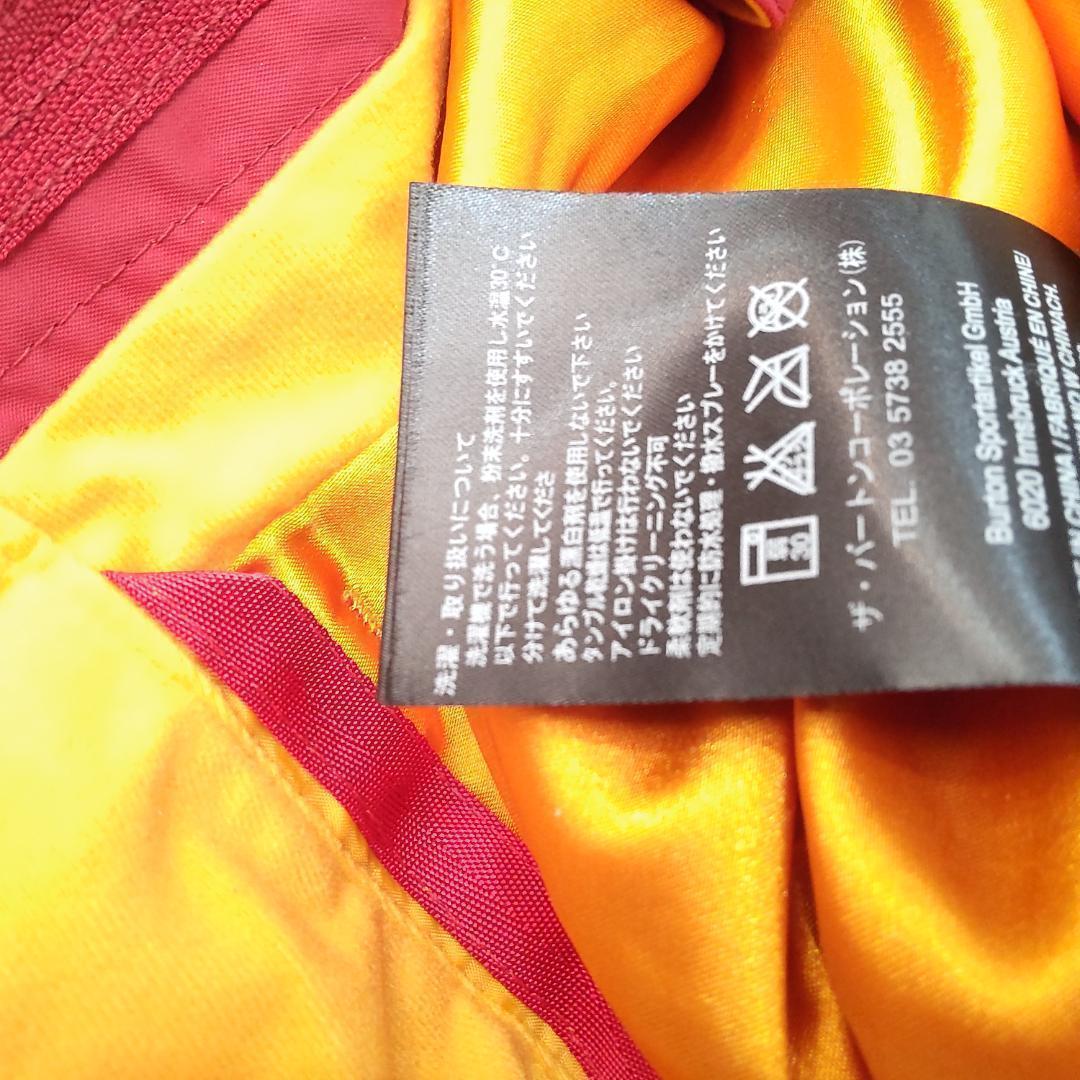 洗濯・取り扱いについて
洗濯機で洗う場合、粉末洗剤を使用し水温30°C
以下で行ってください。十分にすすいでください
分けて洗濯してくださ
あらゆる漂白剤を使用しないで下さい
タンブル乾燥は低温で行ってください。
アイロン掛けは行わないでください
ドライクリーニング不可
柔軟剤は使わないでください
定期的に防水処理・撥水スプレーをかけてください
弱 30
ザ・バートンコーポレーション(株)
TEL. 03 5738 2555
Burton Sportartikel GmbH
6020 Innsbruck Austria
IN CHINA / FABRIQUÉ EN CHINE/
W CHINACH.